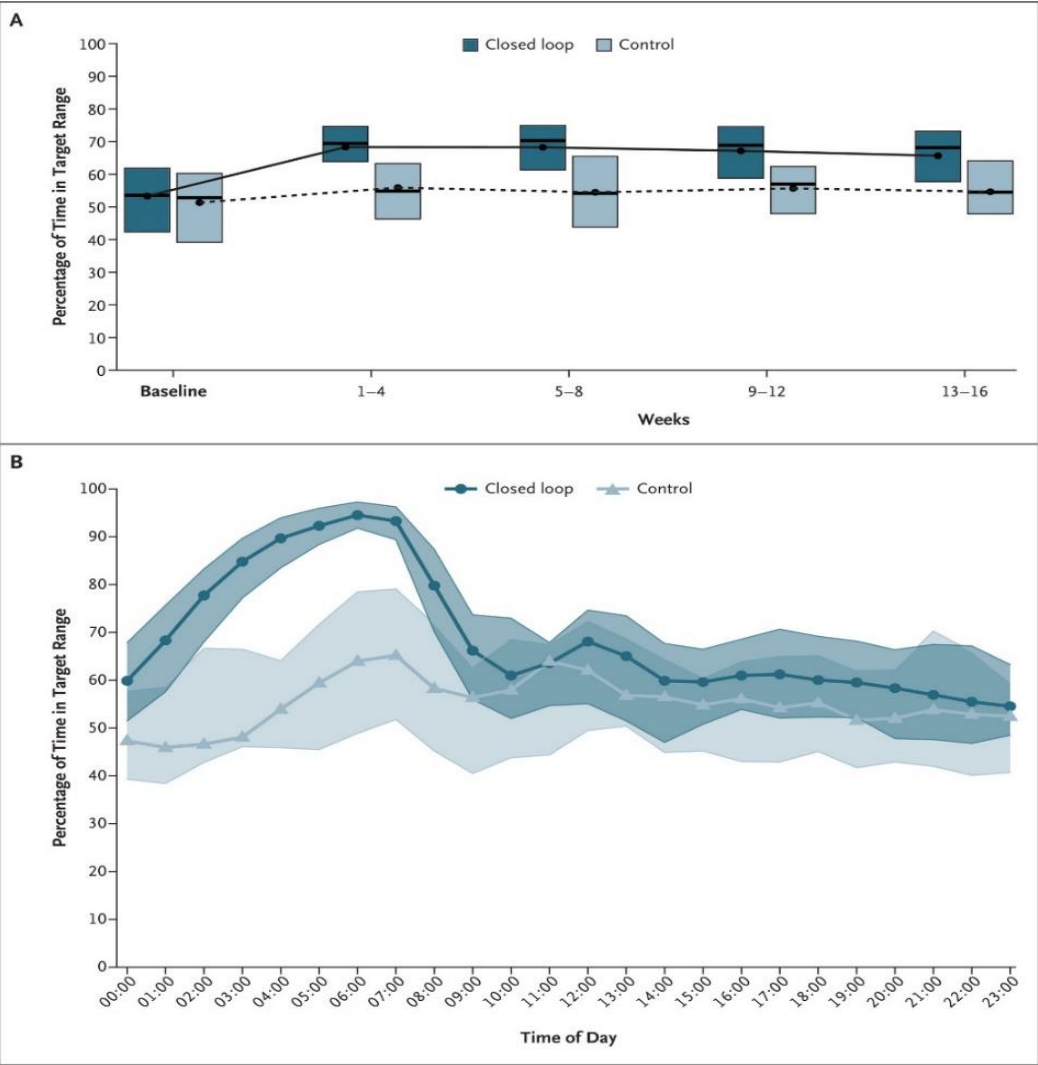 A
Closed loop Control
Percentage of Time in Target Range
100
90
80
70
60
50
40
30
20
10
0
Baseline 1–4 5–8 9–12 13–16
Weeks
B
Closed loop Control
Percentage of Time in Target Range
100
90
80
70
60
50
40
30
20
10
0
00:00 01:00 02:00 03:00 04:00 05:00 06:00 07:00 08:00 09:00 10:00 11:00 12:00 13:00 14:00 15:00 16:00 17:00 18:00 19:00 20:00 21:00 22:00 23:00
Time of Day